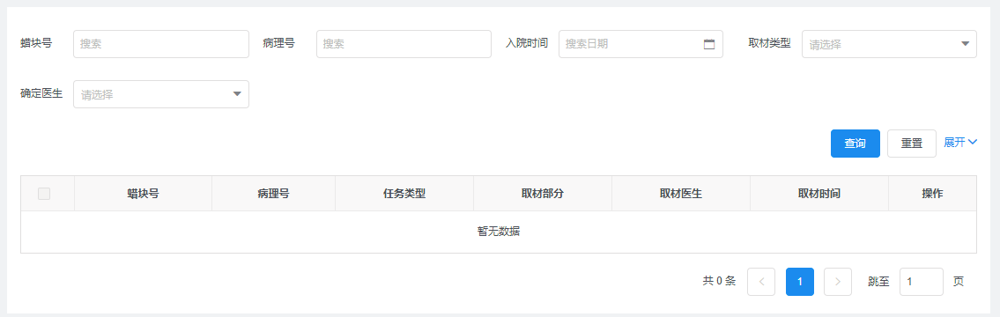 蜡块号 搜索 病理号 搜索 入院时间 搜索日期 取材类型 请选择
确定医生 请选择
查询 重置 展开
蜡块号 病理号 任务类型 取材部分 取材医生 取材时间 操作
暂无数据
共 0 条 1 跳至 1 页